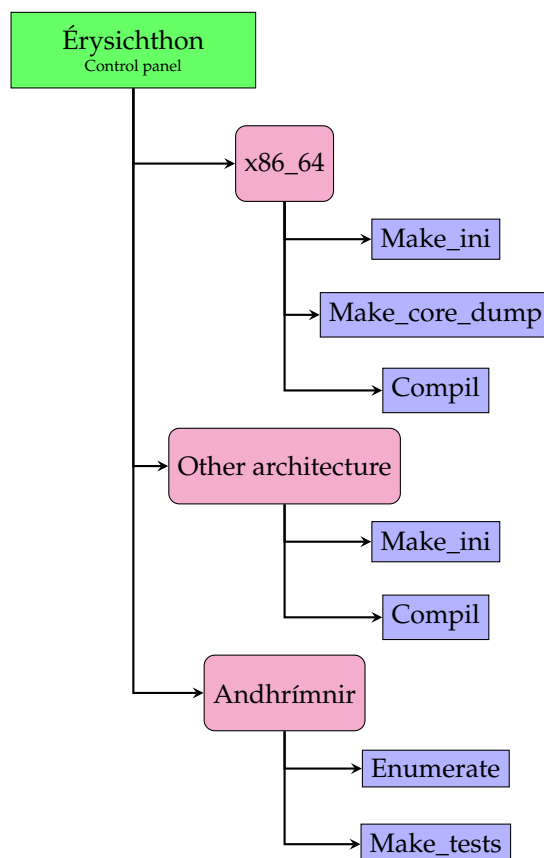 Érysichthon
Control panel
x86_64
Make_ini
Make_core_dump
Compil
Other architecture
Make_ini
Compil
Andhrímnir
Enumerate
Make_tests